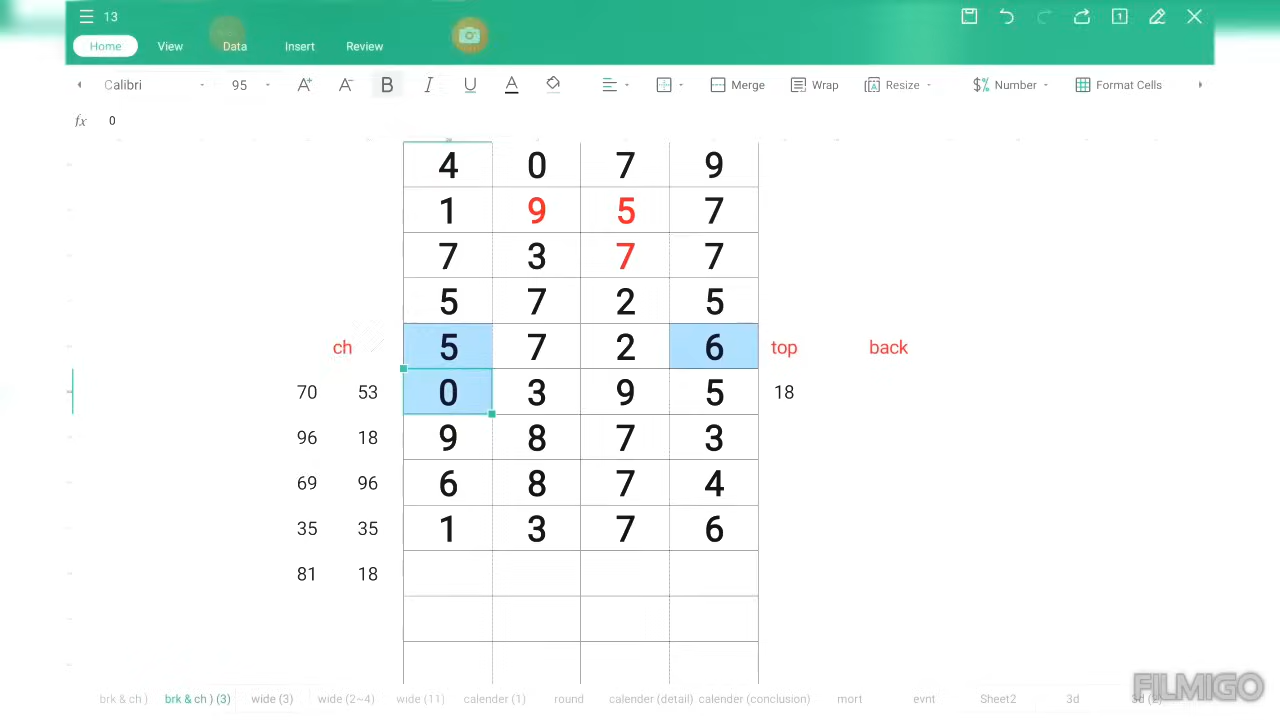 13
1
Home View Data Insert Review
Calibri 95 A+ A- B I U A Merge Wrap Resize $% Number Format Cells
fx 0
4 0 7 9
1 9 5 7
7 3 7 7
5 7 2 5
ch 5 7 2 6 top back
70 53 0 3 9 5 18
96 18 9 8 7 3
69 96 6 8 7 4
35 35 1 3 7 6
81 18
brk & ch ) brk & ch ) (3) wide (3) wide (2~4) wide (11) calender (1) round calender (detail) calender (conclusion) mort evnt Sheet2 3d 3d (2)
FILMIGO